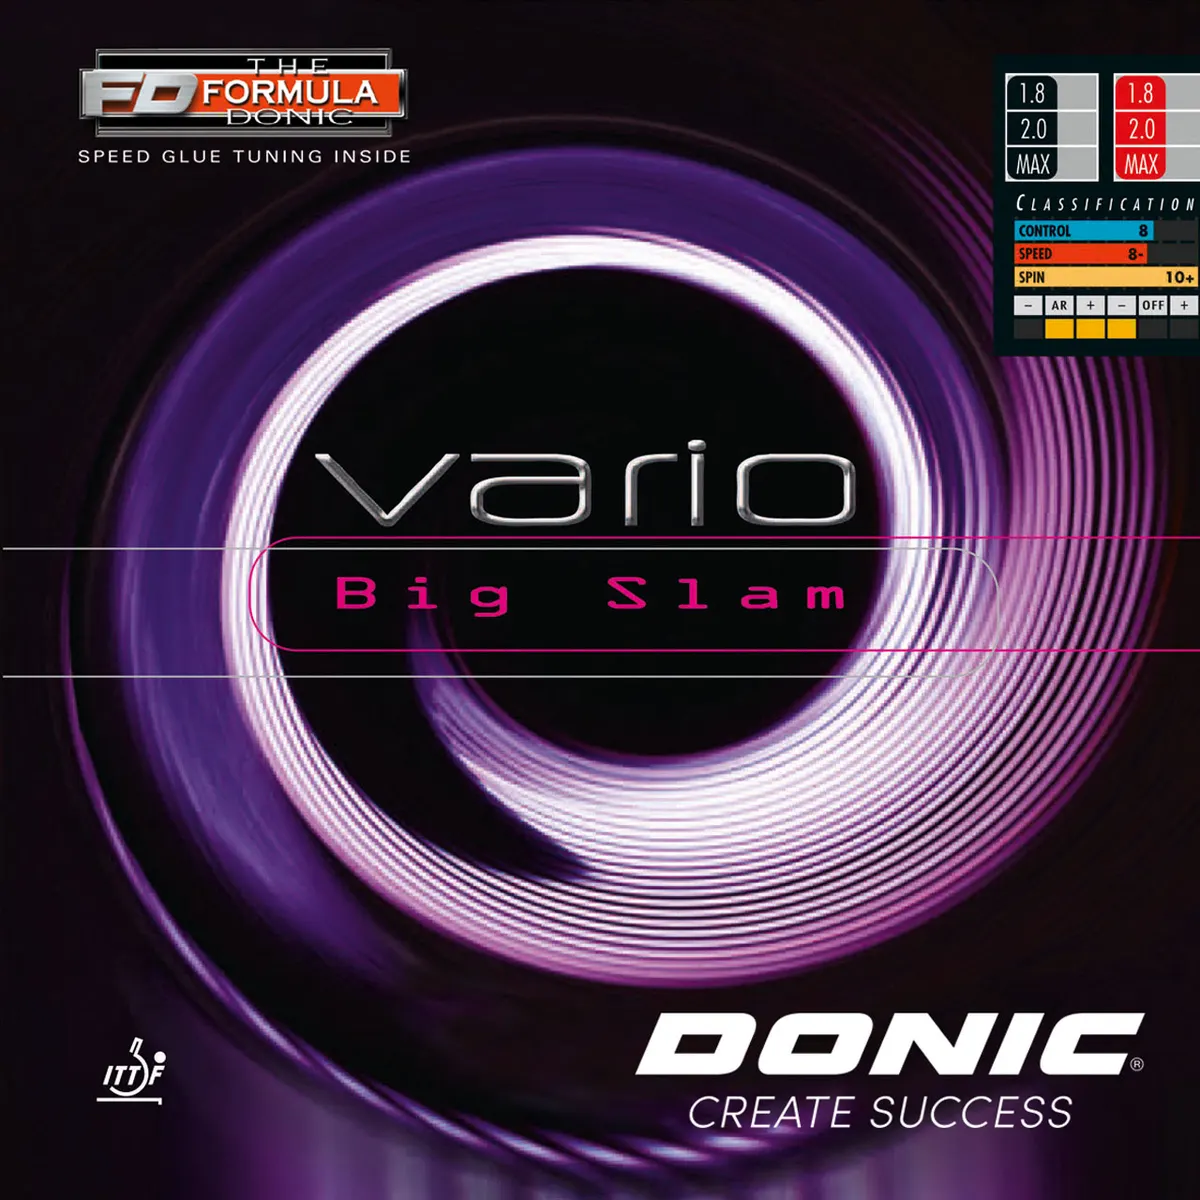 THE
FD FORMULA
DONIC
SPEED GLUE TUNING INSIDE
1.8 1.8
2.0 2.0
MAX MAX
CLASSIFICATION
CONTROL 8
SPEED 8-
SPIN 10+
- AR + - OFF +
vario
Big Slam
ITTF
DONIC®
CREATE SUCCESS